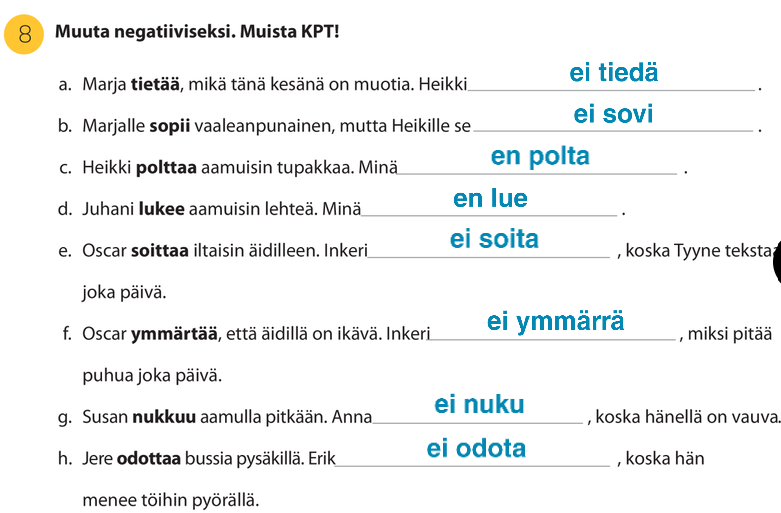 8 Muuta negatiiviseksi. Muista KPT!
a. Marja tietää, mikä tänä kesänä on muotia. Heikki ei tiedä .
b. Marjalle sopii vaaleanpunainen, mutta Heikille se ei sovi .
c. Heikki polttaa aamuisin tupakkaa. Minä en polta .
d. Juhani lukee aamuisin lehteä. Minä en lue .
e. Oscar soittaa iltaisin äidilleen. Inkeri ei soita , koska Tyyne teksta
joka päivä.
f. Oscar ymmärtää, että äidillä on ikävä. Inkeri ei ymmärrä , miksi pitää
puhua joka päivä.
g. Susan nukkuu aamulla pitkään. Anna ei nuku , koska hänellä on vauva.
h. Jere odottaa bussia pysäkillä. Erik ei odota , koska hän
menee töihin pyörällä.